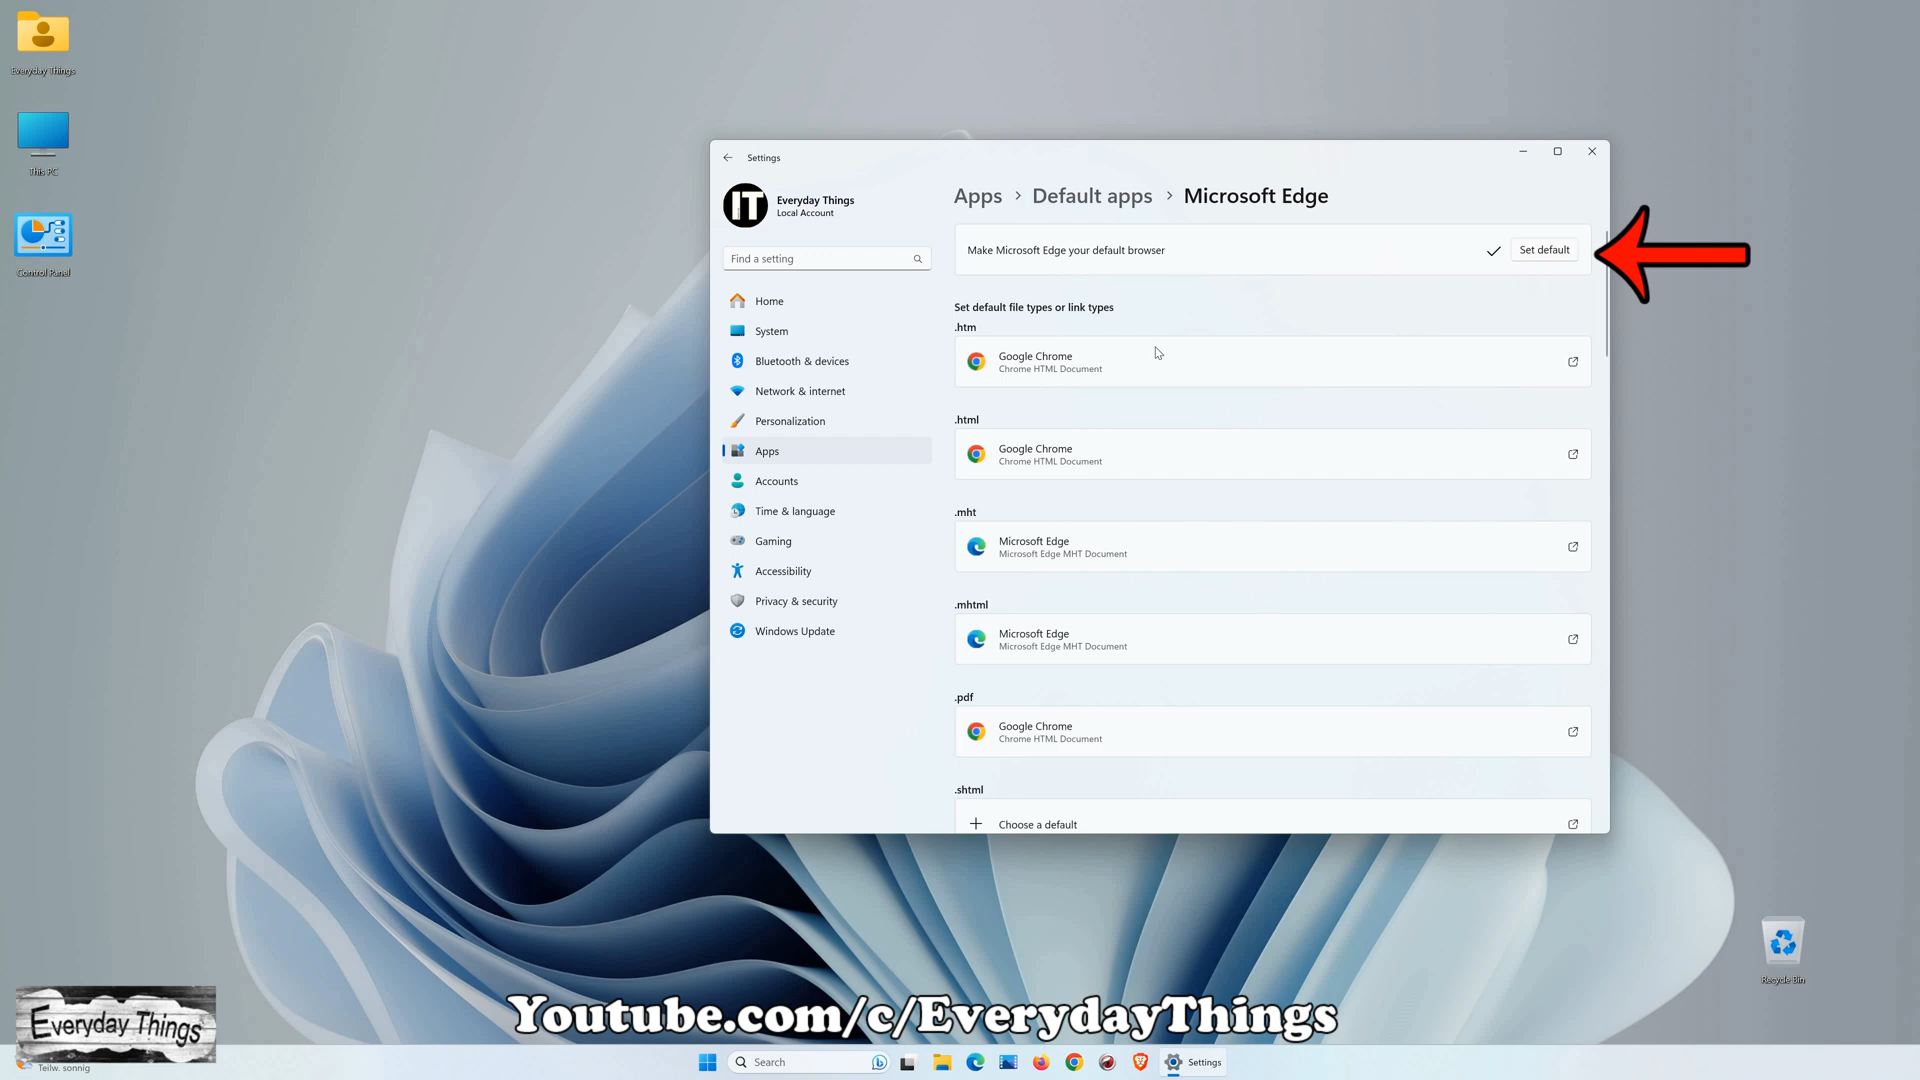 Everyday Things
This PC
Control Panel
Settings
Everyday Things
Local Account
Find a setting
Home
System
Bluetooth & devices
Network & internet
Personalization
Apps
Accounts
Time & language
Gaming
Accessibility
Privacy & security
Windows Update
Apps > Default apps > Microsoft Edge
Make Microsoft Edge your default browser
Set default
Set default file types or link types
.htm
Google Chrome
Chrome HTML Document
.html
Google Chrome
Chrome HTML Document
.mht
Microsoft Edge
Microsoft Edge MHT Document
.mhtml
Microsoft Edge
Microsoft Edge MHT Document
.pdf
Google Chrome
Chrome HTML Document
.shtml
Choose a default
Recycle Bin
IT
Everyday Things
Youtube.com/c/EverydayThings
Teilw. sonnig
Search
Settings